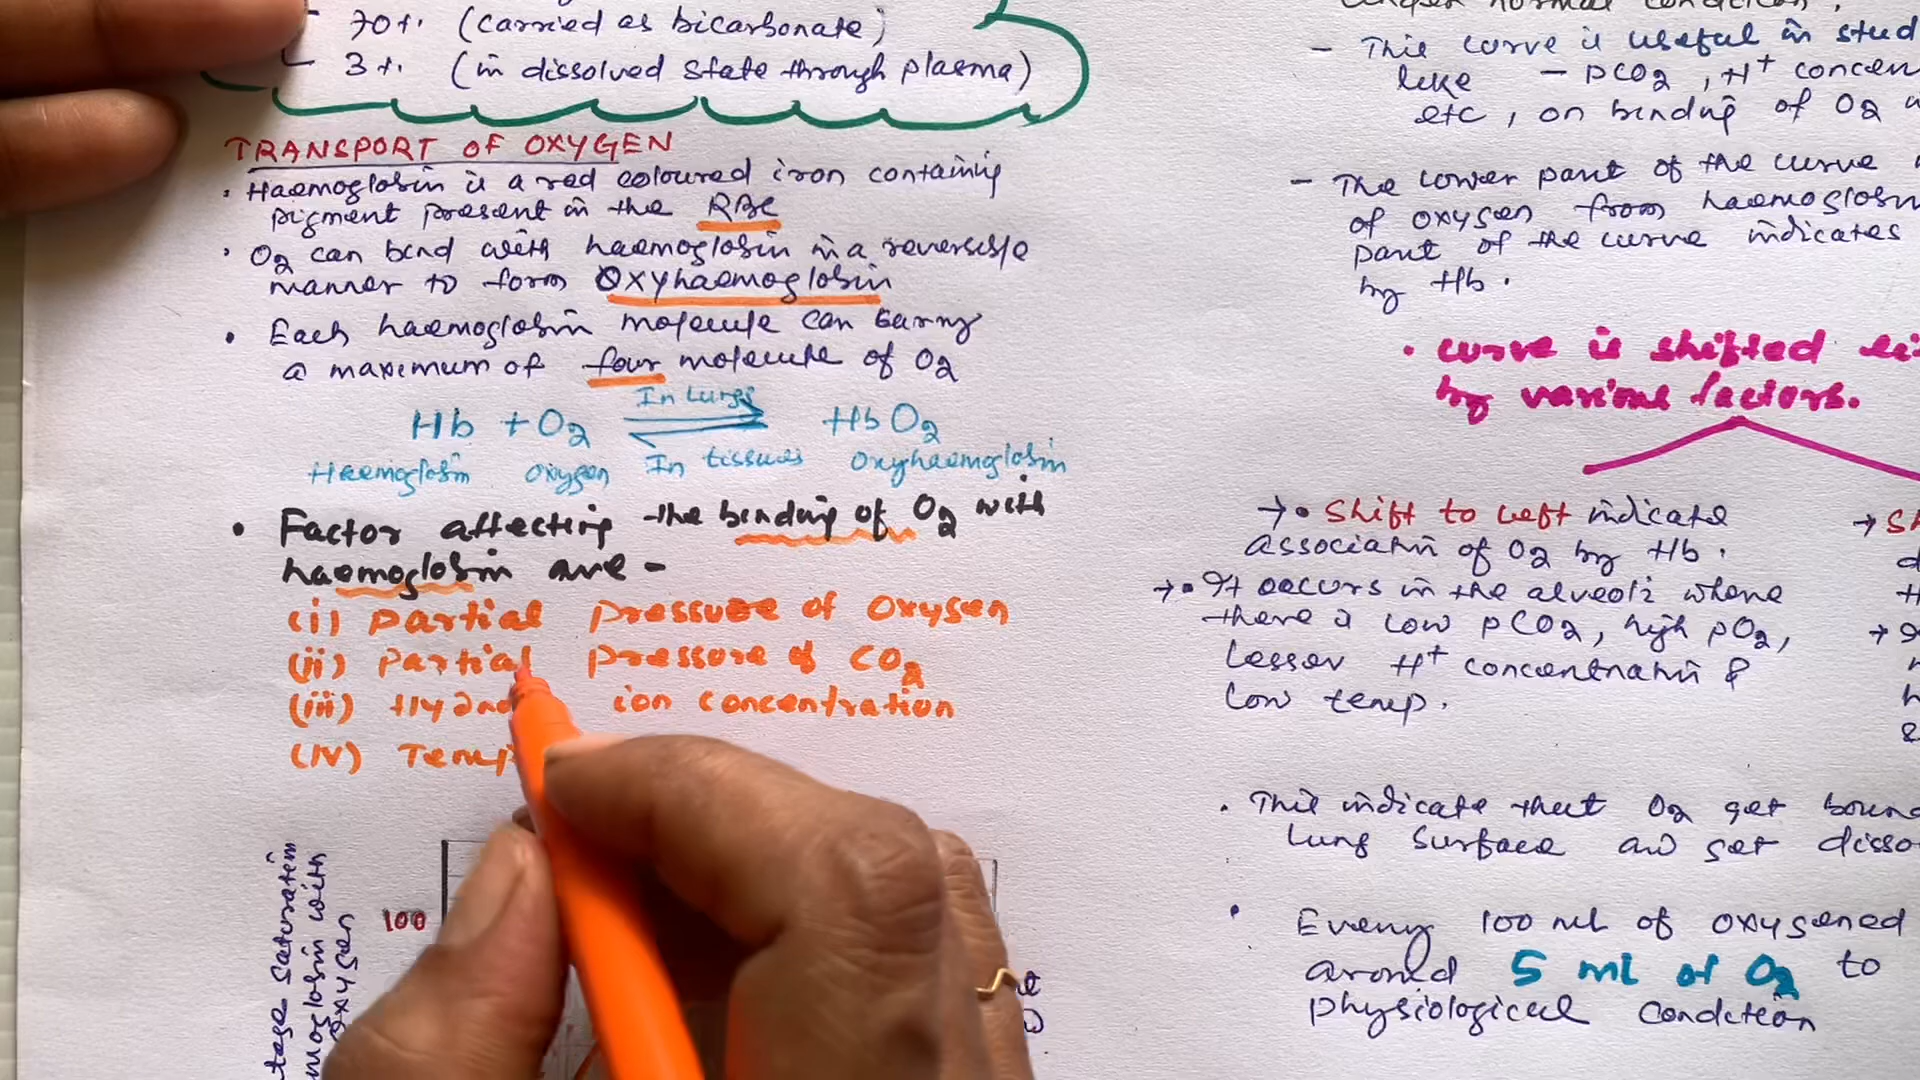 70%. (carried as bicarbonate)
3%. (in dissolved state through plasma)
TRANSPORT OF OXYGEN
• Haemoglobin is a red coloured iron containing
pigment present in the RBC
• O2 can bind with haemoglobin in a reversible
manner to form Oxyhaemoglobin
• Each haemoglobin molecule can carry
a maximum of four molecule of O2
In Lungs
Hb + O2 HbO2
Haemoglobin oxygen In tissues Oxyhaemoglobin
• Factor affecting the binding of O2 with
haemoglobin are -
(i) Partial pressure of Oxygen
(ii) Partial pressure of CO2
(iii) ion concentration
(iv)
100
oxygen
- This curve is useful in
like - pCO2, H+
etc, on binding of O2
- The lower part of the curve
of oxygen from
part of the curve indicates
by Hb.
• curve is shifted
by various factors.
→ • Shift to left indicate
associatin of O2 by Hb.
→ • It occurs in the alveoli where
there is low pCO2, high pO2,
Lesser H+ concentratin &
Low temp.
• This indicate that O2 get
Lung surface and get
• Every 100 ml of
around 5 ml of O2 to
physiological condition